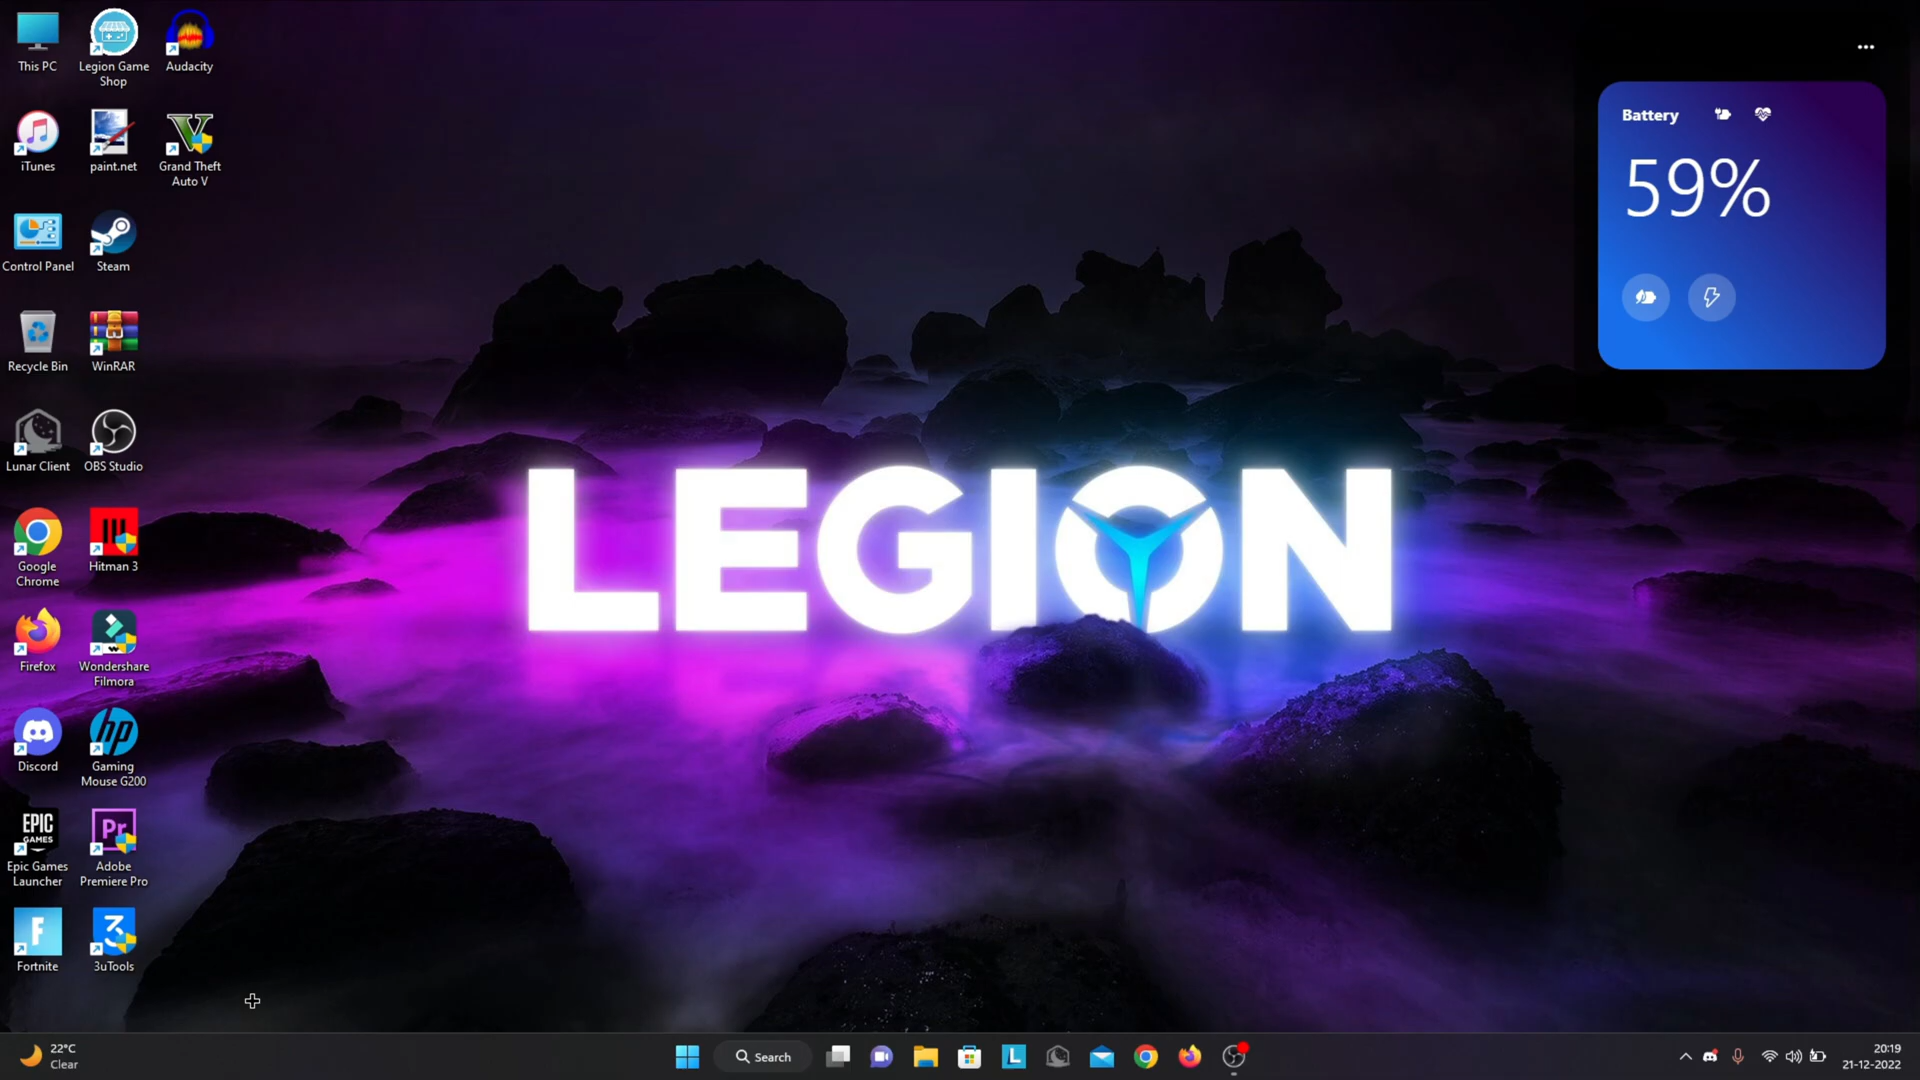 This PC
Legion Game
Shop
Audacity
iTunes
paint.net
Grand Theft
Auto V
Control Panel
Steam
Recycle Bin
WinRAR
Lunar Client
OBS Studio
Google
Chrome
Hitman 3
Firefox
Wondershare
Filmora
Discord
hp
Gaming
Mouse G200
EPIC
GAMES
Epic Games
Launcher
Pr
Adobe
Premiere Pro
F
Fortnite
3uTools
LEGION
Battery
59%
22°C
Clear
Search
L
20:19
21-12-2022